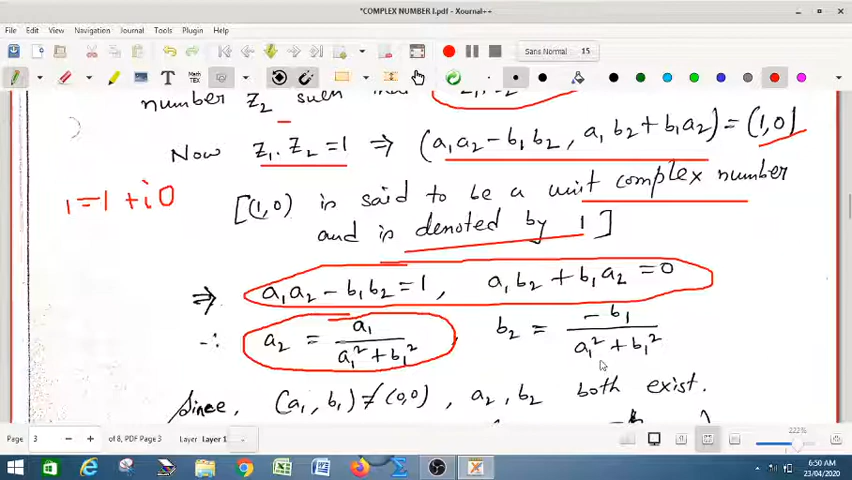 *COMPLEX NUMBER I.pdf - Xournal++
File Edit View Navigation Journal Tools Plugin Help
Sans Normal 15
number z₂ such that
Now z₁.z₂=1 ⇒ (a₁a₂-b₁b₂, a₁b₂+b₁a₂)=(1,0)
1=1+i0
[(1,0) is said to be a unit complex number
and is denoted by 1]
⇒ a₁a₂-b₁b₂=1, a₁b₂+b₁a₂=0
∴ a₂ = a₁/(a₁²+b₁²), b₂ = -b₁/(a₁²+b₁²)
Since, (a₁,b₁)≠(0,0), a₂,b₂ both exist.
Page 3 of 8, PDF Page 3 Layer Layer 1
222%
6:50 AM
23/04/2020